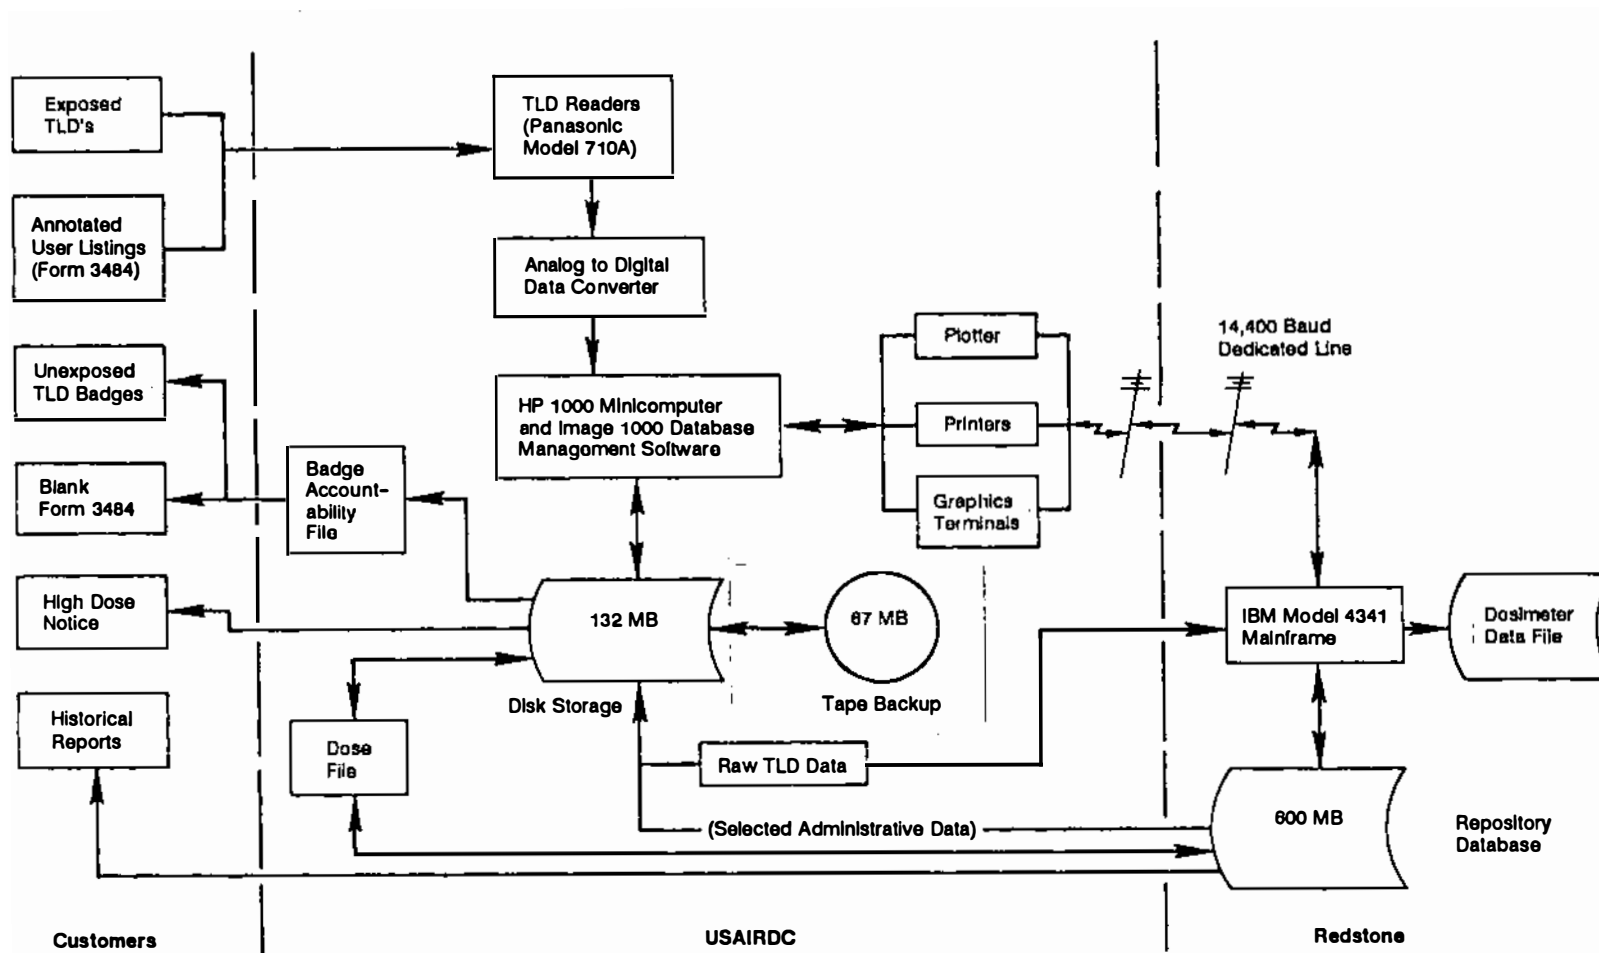 Exposed
TLD's
Annotated
User Listings
(Form 3484)
Unexposed
TLD Badges
Blank
Form 3484
High Dose
Notice
Historical
Reports
Customers
TLD Readers
(Panasonic
Model 710A)
Analog to Digital
Data Converter
HP 1000 Minicomputer
and Image 1000 Database
Management Software
Badge
Account-
ability
File
Plotter
Printers
Graphics
Terminals
132 MB
Disk Storage
67 MB
Tape Backup
Dose
File
Raw TLD Data
(Selected Administrative Data)
USAIRDC
14,400 Baud
Dedicated Line
IBM Model 4341
Mainframe
Dosimeter
Data File
600 MB
Repository
Database
Redstone